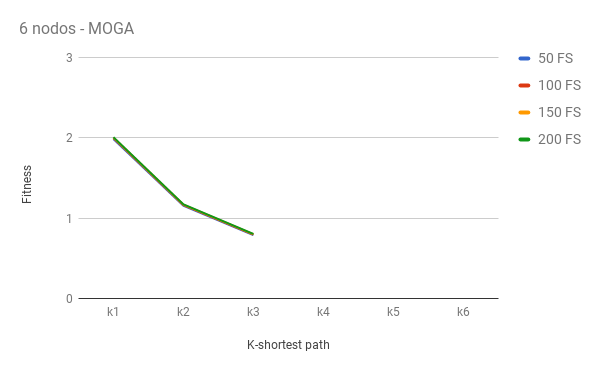 6 nodos - MOGA
3
2
1
0
Fitness
k1 k2 k3 k4 k5 k6
K-shortest path
50 FS
100 FS
150 FS
200 FS